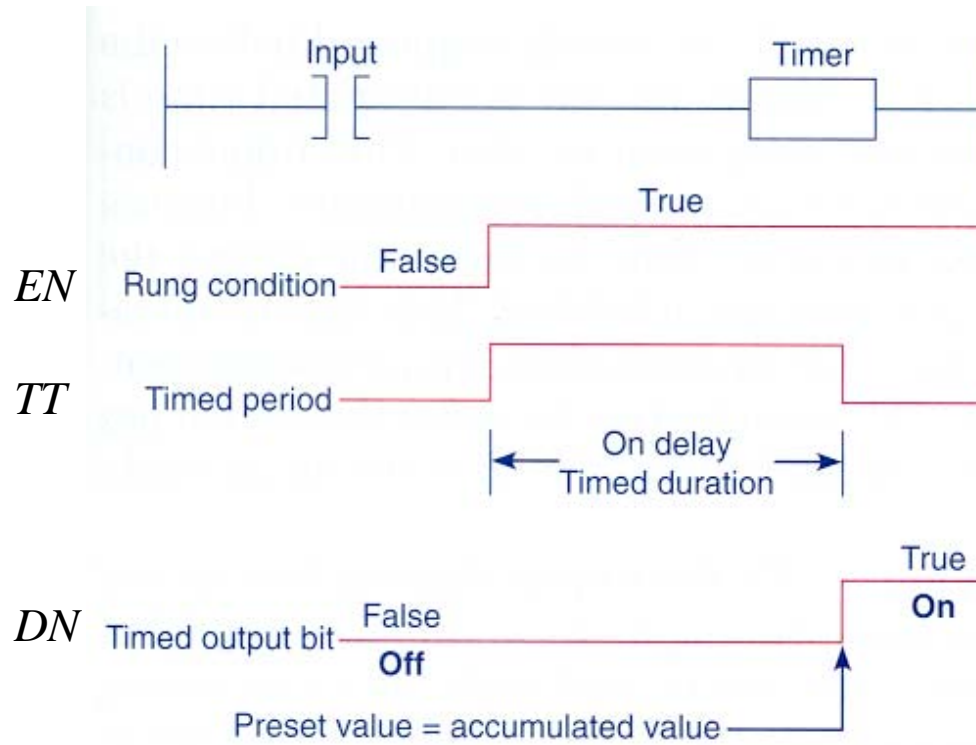 Input
Timer
True
False
EN Rung condition
TT Timed period
On delay
Timed duration
True
False
On
DN Timed output bit
Off
Preset value = accumulated value